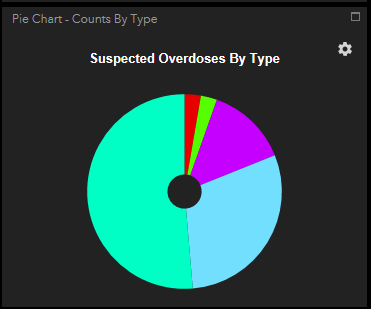 Pie Chart - Counts By Type
Suspected Overdoses By Type